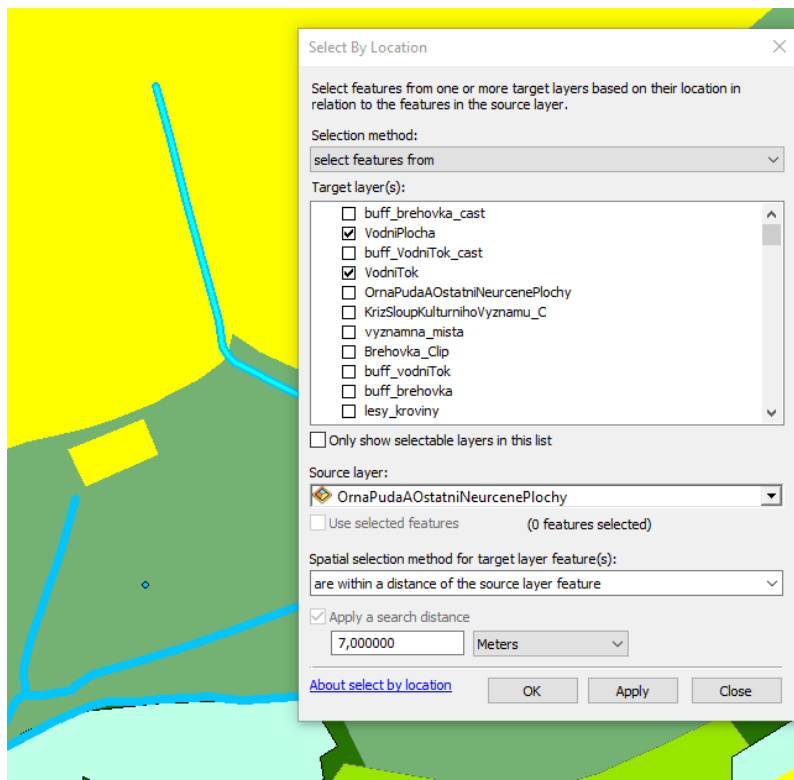 Select By Location
Select features from one or more target layers based on their location in
relation to the features in the source layer.
Selection method:
select features from
Target layer(s):
buff_brehovka_cast
VodniPlocha
buff_VodniTok_cast
VodniTok
OrnaPudaAOstatniNeurcenePlochy
KrizSloupKulturnihoVyznamu_C
vyznamna_mista
Brehovka_Clip
buff_vodniTok
buff_brehovka
lesy_kroviny
Only show selectable layers in this list
Source layer:
OrnaPudaAOstatniNeurcenePlochy
Use selected features (0 features selected)
Spatial selection method for target layer feature(s):
are within a distance of the source layer feature
Apply a search distance
7,000000 Meters
About select by location OK Apply Close